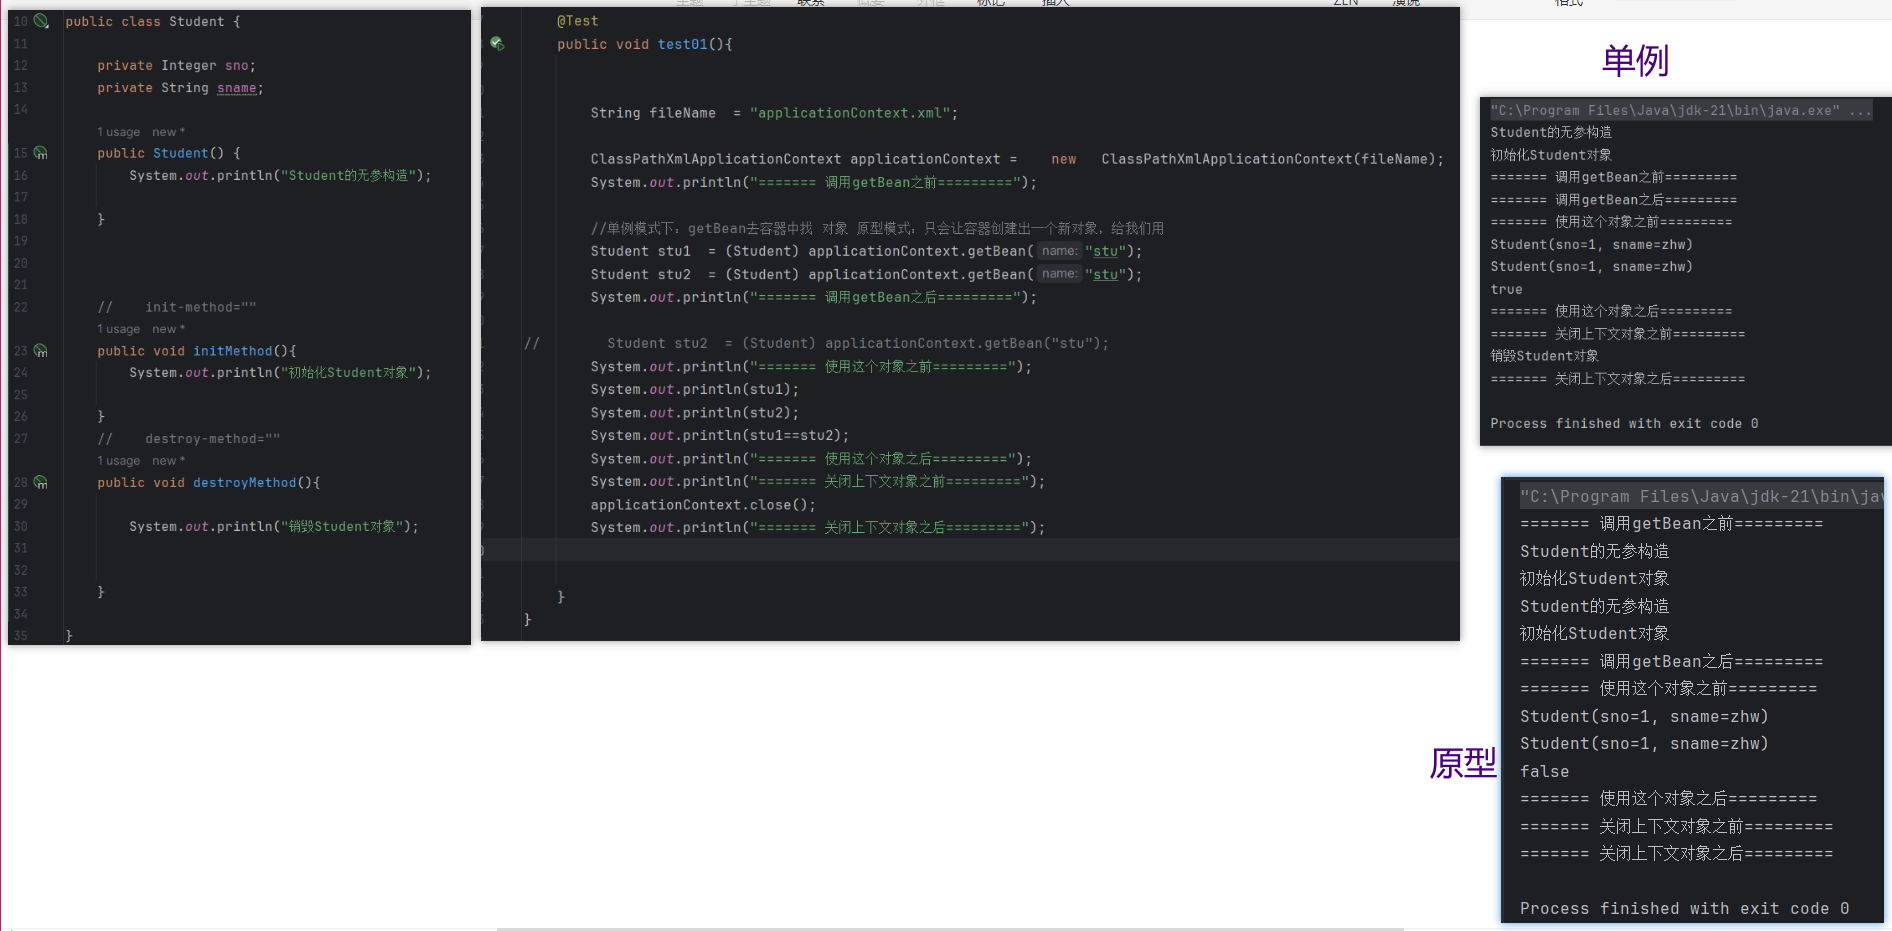 ZEN
10 public class Student {
11
12 private Integer sno;
13 private String sname;
14
1 usage new *
15 public Student() {
16 System.out.println("Student的无参构造");
17
18 }
19
20
21
22 // init-method=""
1 usage new *
23 public void initMethod(){
24 System.out.println("初始化Student对象");
25
26 }
27 // destroy-method=""
1 usage new *
28 public void destroyMethod(){
29
30 System.out.println("销毁Student对象");
31
32
33 }
34
35 }
@Test
public void test01(){
String fileName = "applicationContext.xml";
ClassPathXmlApplicationContext applicationContext = new ClassPathXmlApplicationContext(fileName);
System.out.println("======= 调用getBean之前=========");
//单例模式下：getBean去容器中找 对象 原型模式：只会让容器创建出一个新对象，给我们用
Student stu1 = (Student) applicationContext.getBean( name: "stu");
Student stu2 = (Student) applicationContext.getBean( name: "stu");
System.out.println("======= 调用getBean之后=========");
// Student stu2 = (Student) applicationContext.getBean("stu");
System.out.println("======= 使用这个对象之前=========");
System.out.println(stu1);
System.out.println(stu2);
System.out.println(stu1==stu2);
System.out.println("======= 使用这个对象之后=========");
System.out.println("======= 关闭上下文对象之前=========");
applicationContext.close();
System.out.println("======= 关闭上下文对象之后=========");
}
}
单例
"C:\Program Files\Java\jdk-21\bin\java.exe" ...
Student的无参构造
初始化Student对象
======= 调用getBean之前=========
======= 调用getBean之后=========
======= 使用这个对象之前=========
Student(sno=1, sname=zhw)
Student(sno=1, sname=zhw)
true
======= 使用这个对象之后=========
======= 关闭上下文对象之前=========
销毁Student对象
======= 关闭上下文对象之后=========
Process finished with exit code 0
原型
"C:\Program Files\Java\jdk-21\bin\jav
======= 调用getBean之前=========
Student的无参构造
初始化Student对象
Student的无参构造
初始化Student对象
======= 调用getBean之后=========
======= 使用这个对象之前=========
Student(sno=1, sname=zhw)
Student(sno=1, sname=zhw)
false
======= 使用这个对象之后=========
======= 关闭上下文对象之前=========
======= 关闭上下文对象之后=========
Process finished with exit code 0